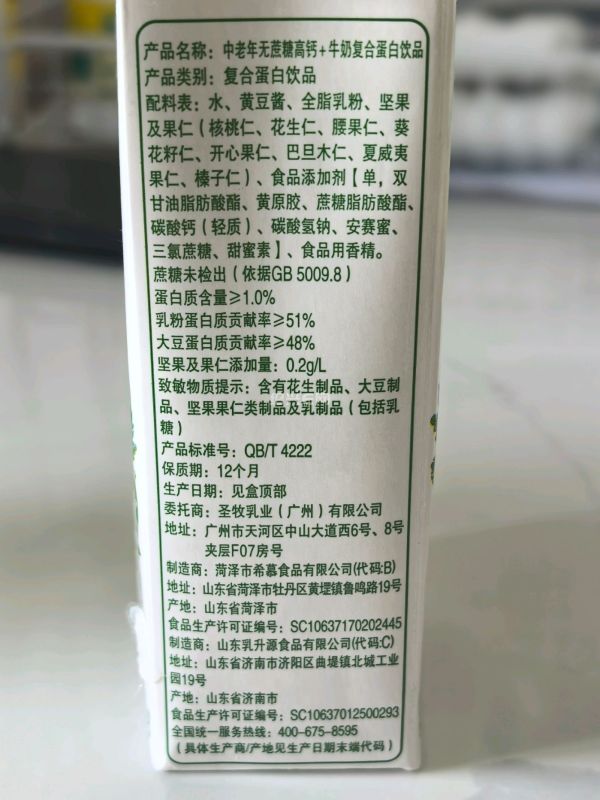 产品名称：中老年无蔗糖高钙+牛奶复合蛋白饮品
产品类别：复合蛋白饮品
配料表：水、黄豆酱、全脂乳粉、坚果
及果仁（核桃仁、花生仁、腰果仁、葵
花籽仁、开心果仁、巴旦木仁、夏威夷
果仁、榛子仁）、食品添加剂【单，双
甘油脂肪酸酯、黄原胶、蔗糖脂肪酸酯、
碳酸钙（轻质）、碳酸氢钠、安赛蜜、
三氯蔗糖、甜蜜素】、食品用香精。
蔗糖未检出（依据GB 5009.8）
蛋白质含量≥1.0%
乳粉蛋白质贡献率≥51%
大豆蛋白质贡献率≥48%
坚果及果仁添加量：0.2g/L
致敏物质提示：含有花生制品、大豆制
品、坚果果仁类制品及乳制品（包括乳
糖）
产品标准号：QB/T 4222
保质期：12个月
生产日期：见盒顶部
委托商：圣牧乳业（广州）有限公司
地址：广州市天河区中山大道西6号、8号
夹层F07房号
制造商：菏泽市希慕食品有限公司(代码:B)
地址：山东省菏泽市牡丹区黄堽镇鲁鸣路19号
产地：山东省菏泽市
食品生产许可证编号：SC10637170202445
制造商：山东乳升源食品有限公司(代码:C)
地址：山东省济南市济阳区曲堤镇北城工业
园19号
产地：山东省济南市
食品生产许可证编号：SC10637012500293
全国统一服务热线：400-675-8595
（具体生产商/产地见生产日期末端代码）